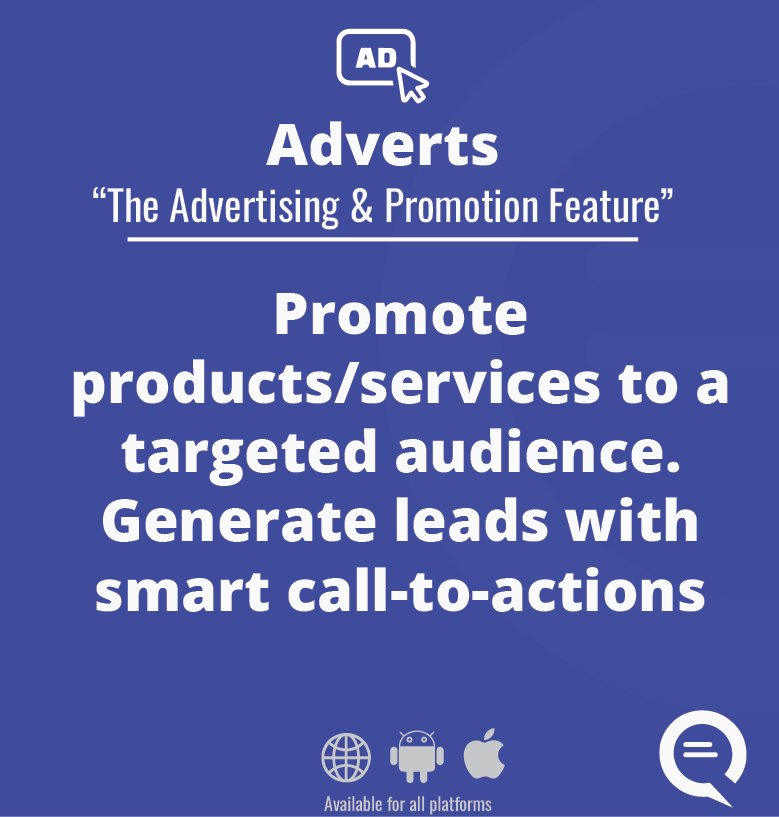 AD
Adverts
“The Advertising & Promotion Feature”
Promote
products/services to a
targeted audience.
Generate leads with
smart call-to-actions
Available for all platforms